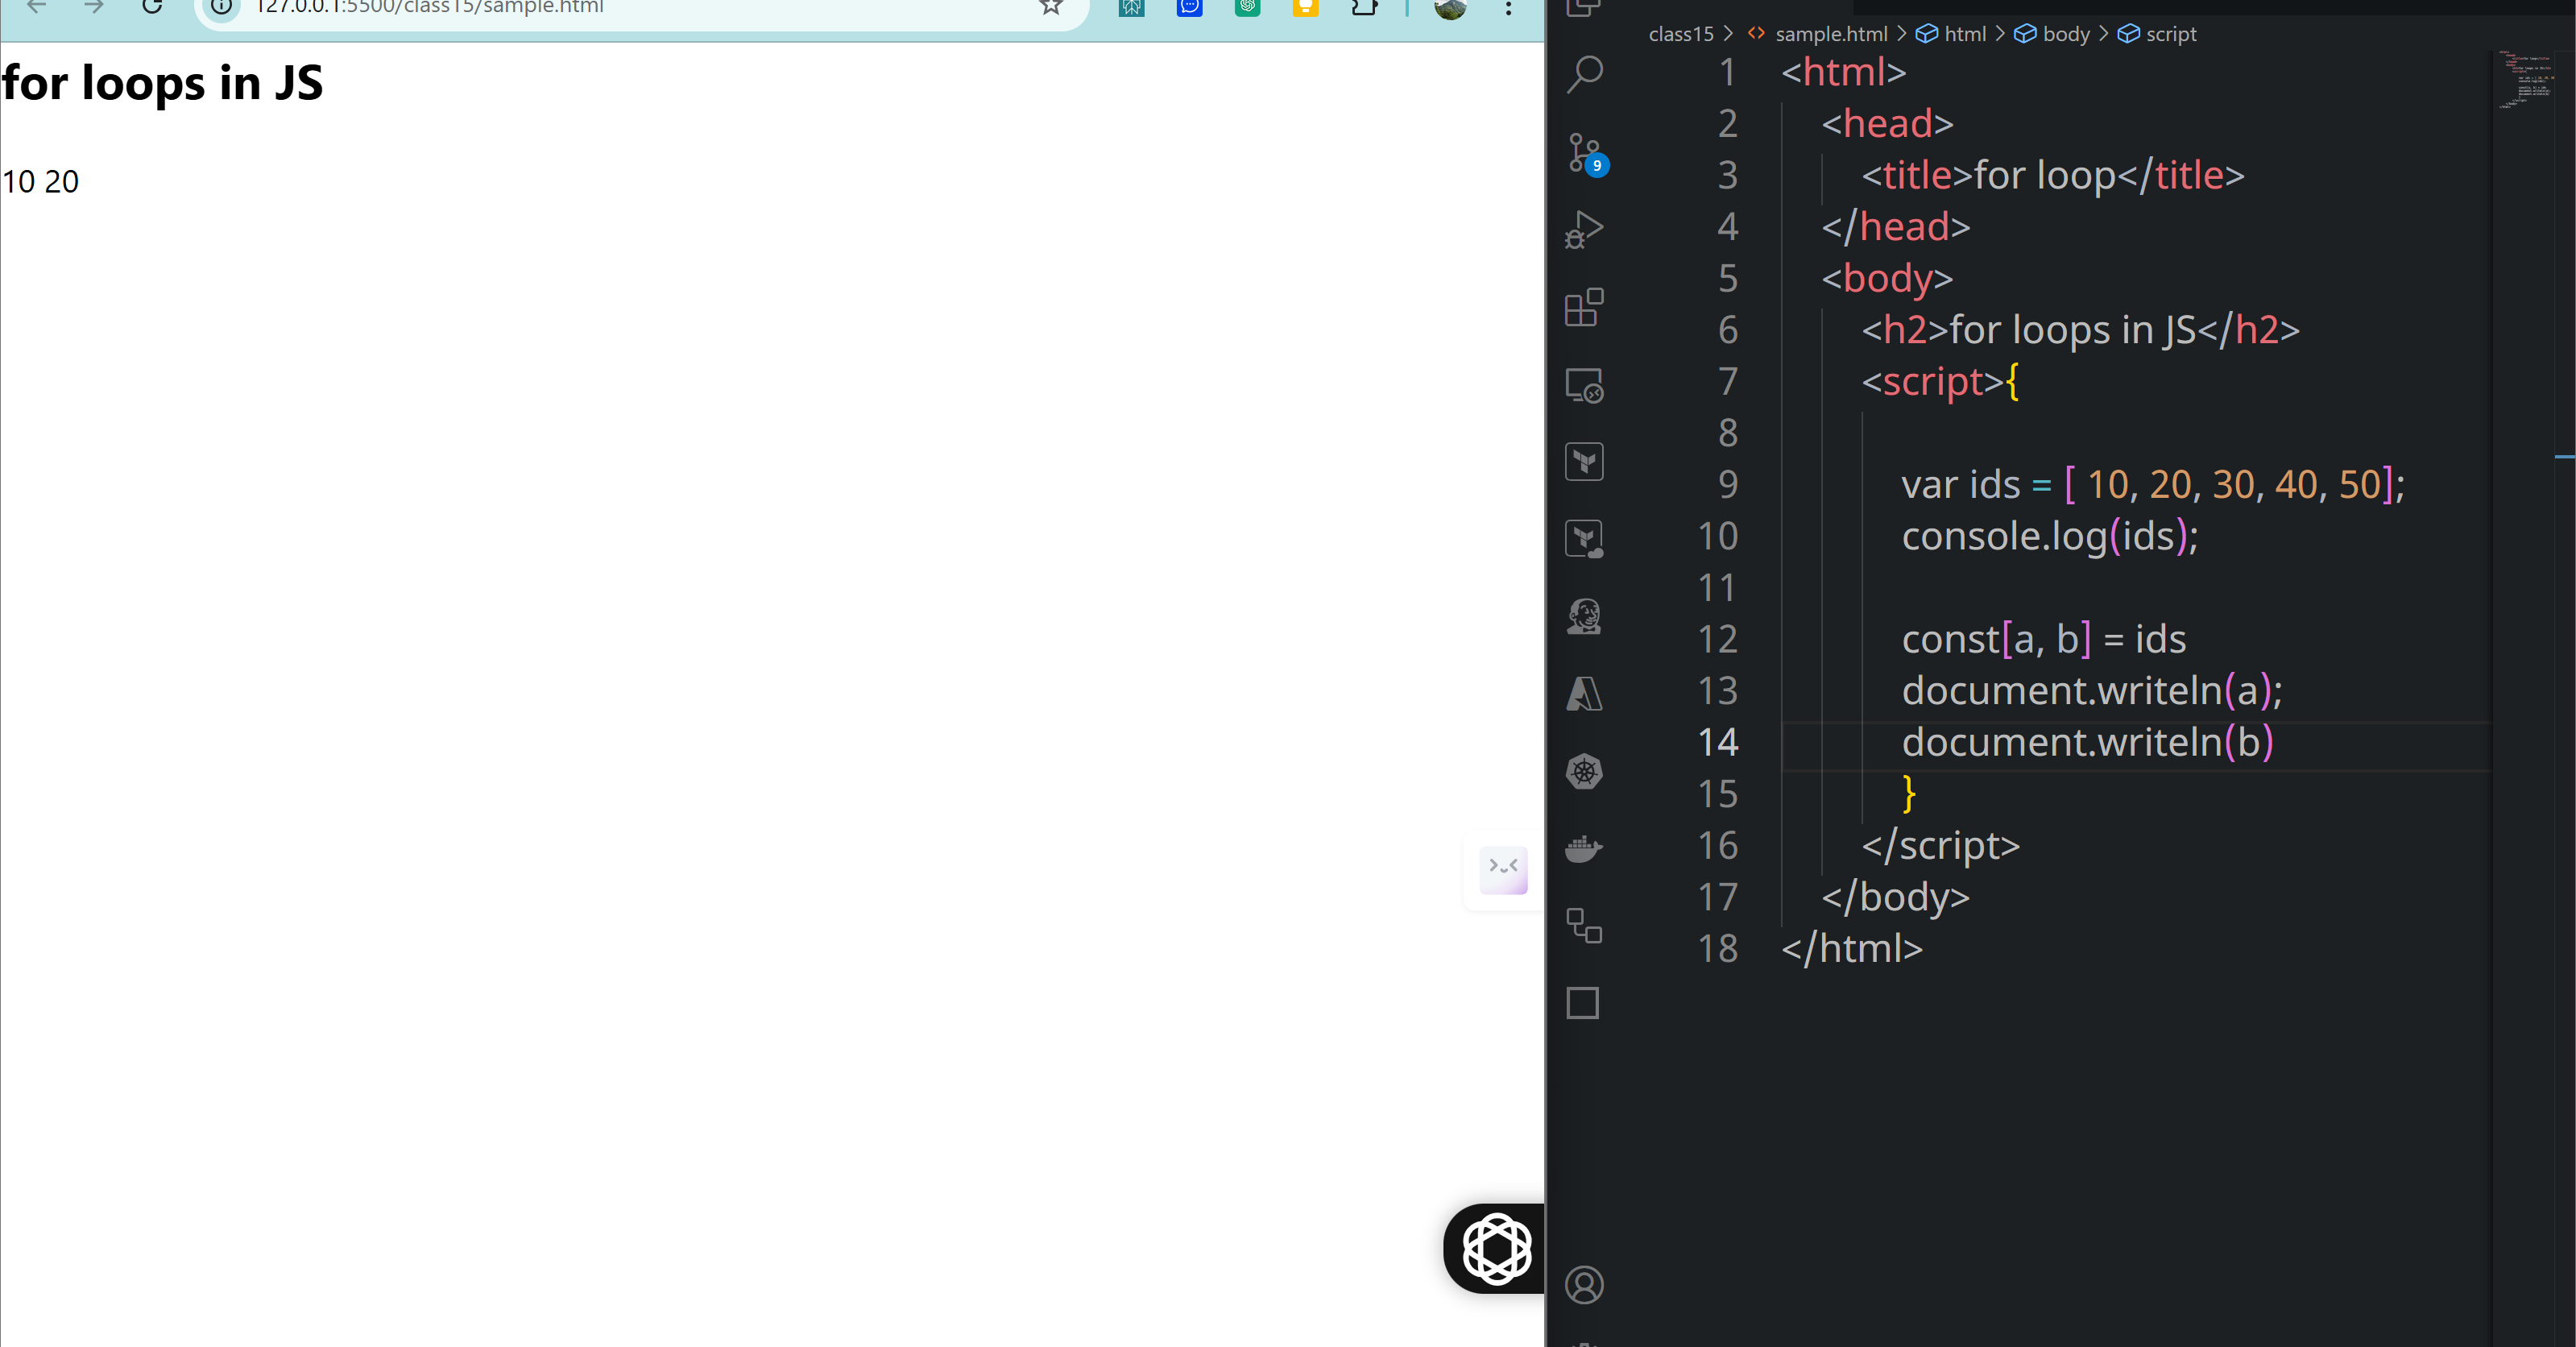 127.0.0.1:5500/class15/sample.html
for loops in JS
10 20
class15 > <> sample.html > html > body > script
9
1 <html>
2 <head>
3 <title>for loop</title>
4 </head>
5 <body>
6 <h2>for loops in JS</h2>
7 <script>{
8
9 var ids = [ 10, 20, 30, 40, 50];
10 console.log(ids);
11
12 const[a, b] = ids
13 document.writeln(a);
14 document.writeln(b)
15 }
16 </script>
17 </body>
18 </html>